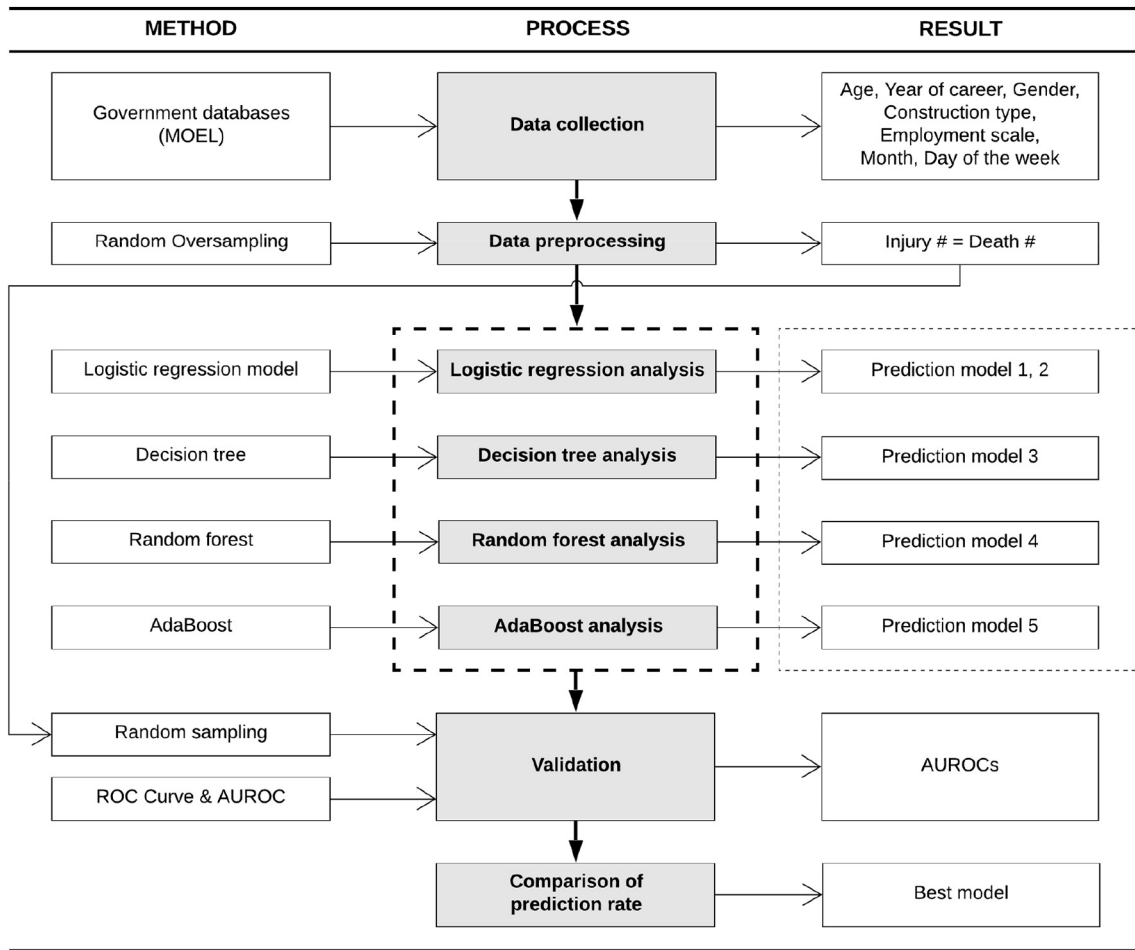 METHOD PROCESS RESULT
Government databases
(MOEL)
Data collection
Age, Year of career, Gender,
Construction type,
Employment scale,
Month, Day of the week
Random Oversampling
Data preprocessing
Injury # = Death #
Logistic regression model
Logistic regression analysis
Prediction model 1, 2
Decision tree
Decision tree analysis
Prediction model 3
Random forest
Random forest analysis
Prediction model 4
AdaBoost
AdaBoost analysis
Prediction model 5
Random sampling
ROC Curve & AUROC
Validation
AUROCs
Comparison of
prediction rate
Best model